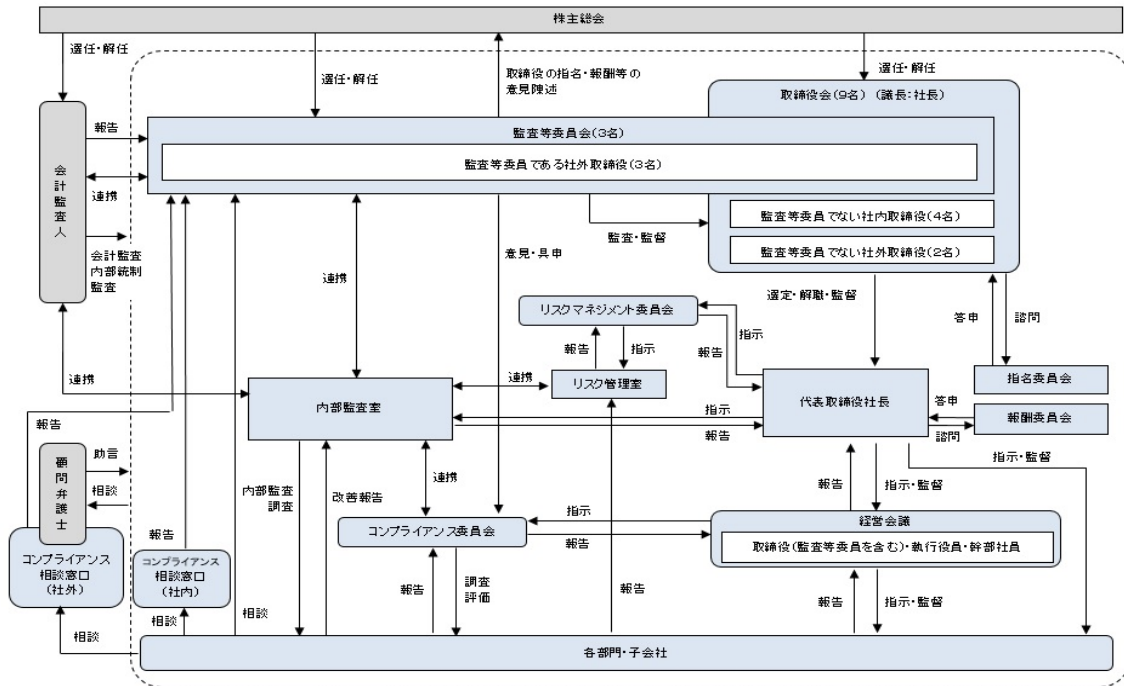 株主総会
選任・解任
選任・解任
取締役の指名・報酬等の
意見陳述
選任・解任
取締役会(9名) (議長:社長)
報告
監査等委員会(3名)
監査等委員である社外取締役(3名)
会計監査人
連携
監査等委員でない社内取締役(4名)
監査・監督
監査等委員でない社外取締役(2名)
会計監査
内部統制
監査
意見・具申
連携
選定・解職・監督
リスクマネジメント委員会
指示
答申
諮問
報告
指示
報告
連携
連携
リスク管理室
指名委員会
内部監査室
代表取締役社長
答申
報酬委員会
報告
指示
報告
諮問
顧問弁護士
助言
相談
内部監査
調査
改善報告
連携
報告
指示・監督
指示・監督
報告
コンプライアンス委員会
指示
報告
経営会議
取締役(監査等委員を含む)・執行役員・幹部社員
コンプライアンス
相談窓口
(社外)
コンプライアンス
相談窓口
(社内)
報告
調査
評価
報告
報告
指示・監督
相談
相談
相談
各部門・子会社